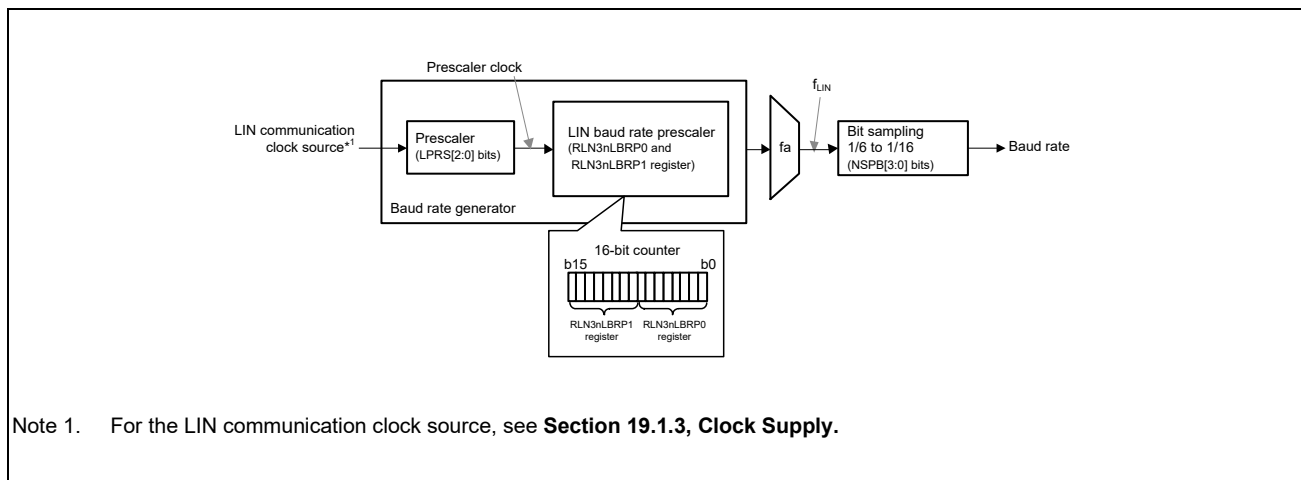 Prescaler clock
fLIN
LIN communication
clock source*1
Prescaler
(LPRS[2:0] bits)
LIN baud rate prescaler
(RLN3nLBRP0 and
RLN3nLBRP1 register)
fa
Bit sampling
1/6 to 1/16
(NSPB[3:0] bits)
Baud rate
Baud rate generator
16-bit counter
b15 b0
RLN3nLBRP1
register
RLN3nLBRP0
register
Note 1. For the LIN communication clock source, see Section 19.1.3, Clock Supply.